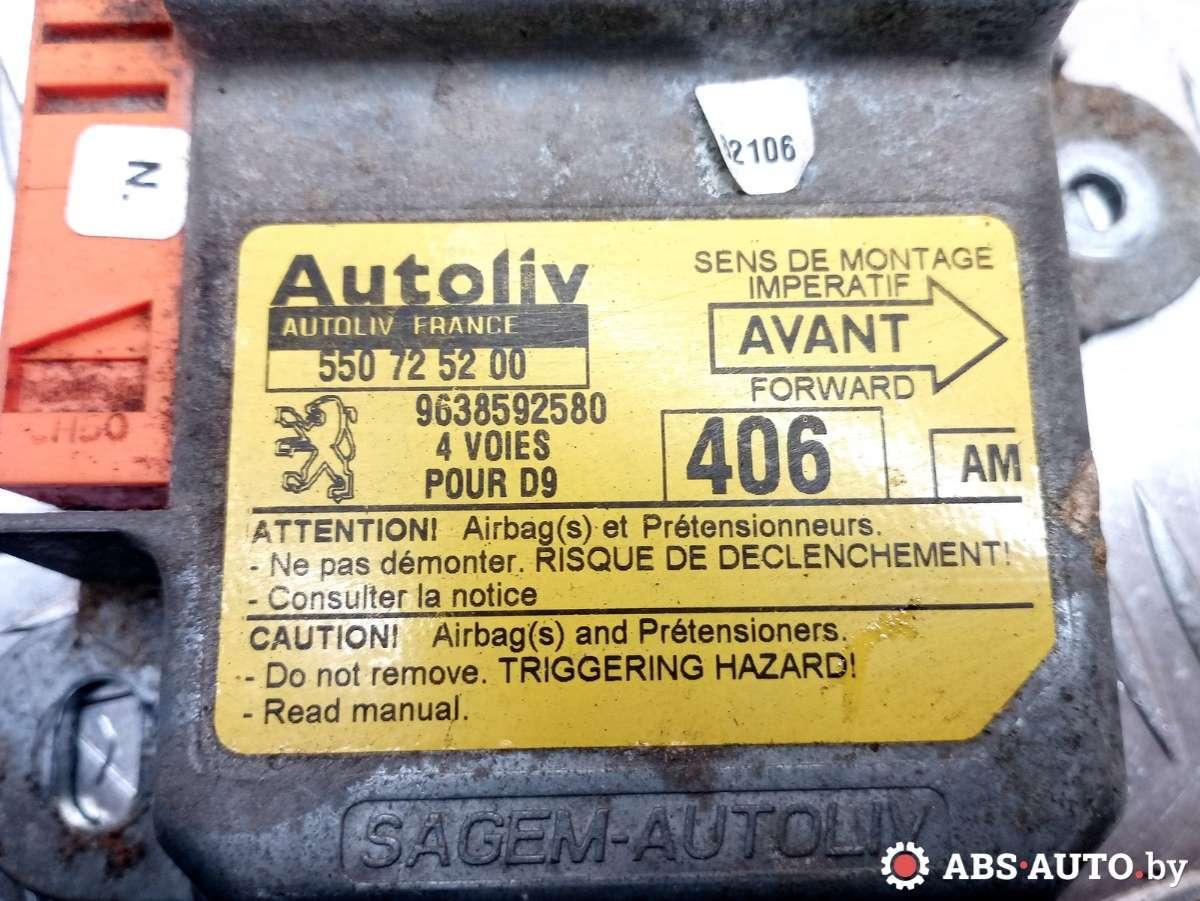 2106
N.
Autoliv
AUTOLIV FRANCE
550 72 52 00
9638592580
4 VOIES
POUR D9
SENS DE MONTAGE
IMPERATIF
AVANT
FORWARD
406
AM
ATTENTION! Airbag(s) et Prétensionneurs.
- Ne pas démonter. RISQUE DE DECLENCHEMENT!
- Consulter la notice
CAUTION! Airbag(s) and Prétensioners.
- Do not remove. TRIGGERING HAZARD!
- Read manual.
SAGEM-AUTOLIV
ABS-AUTO.by